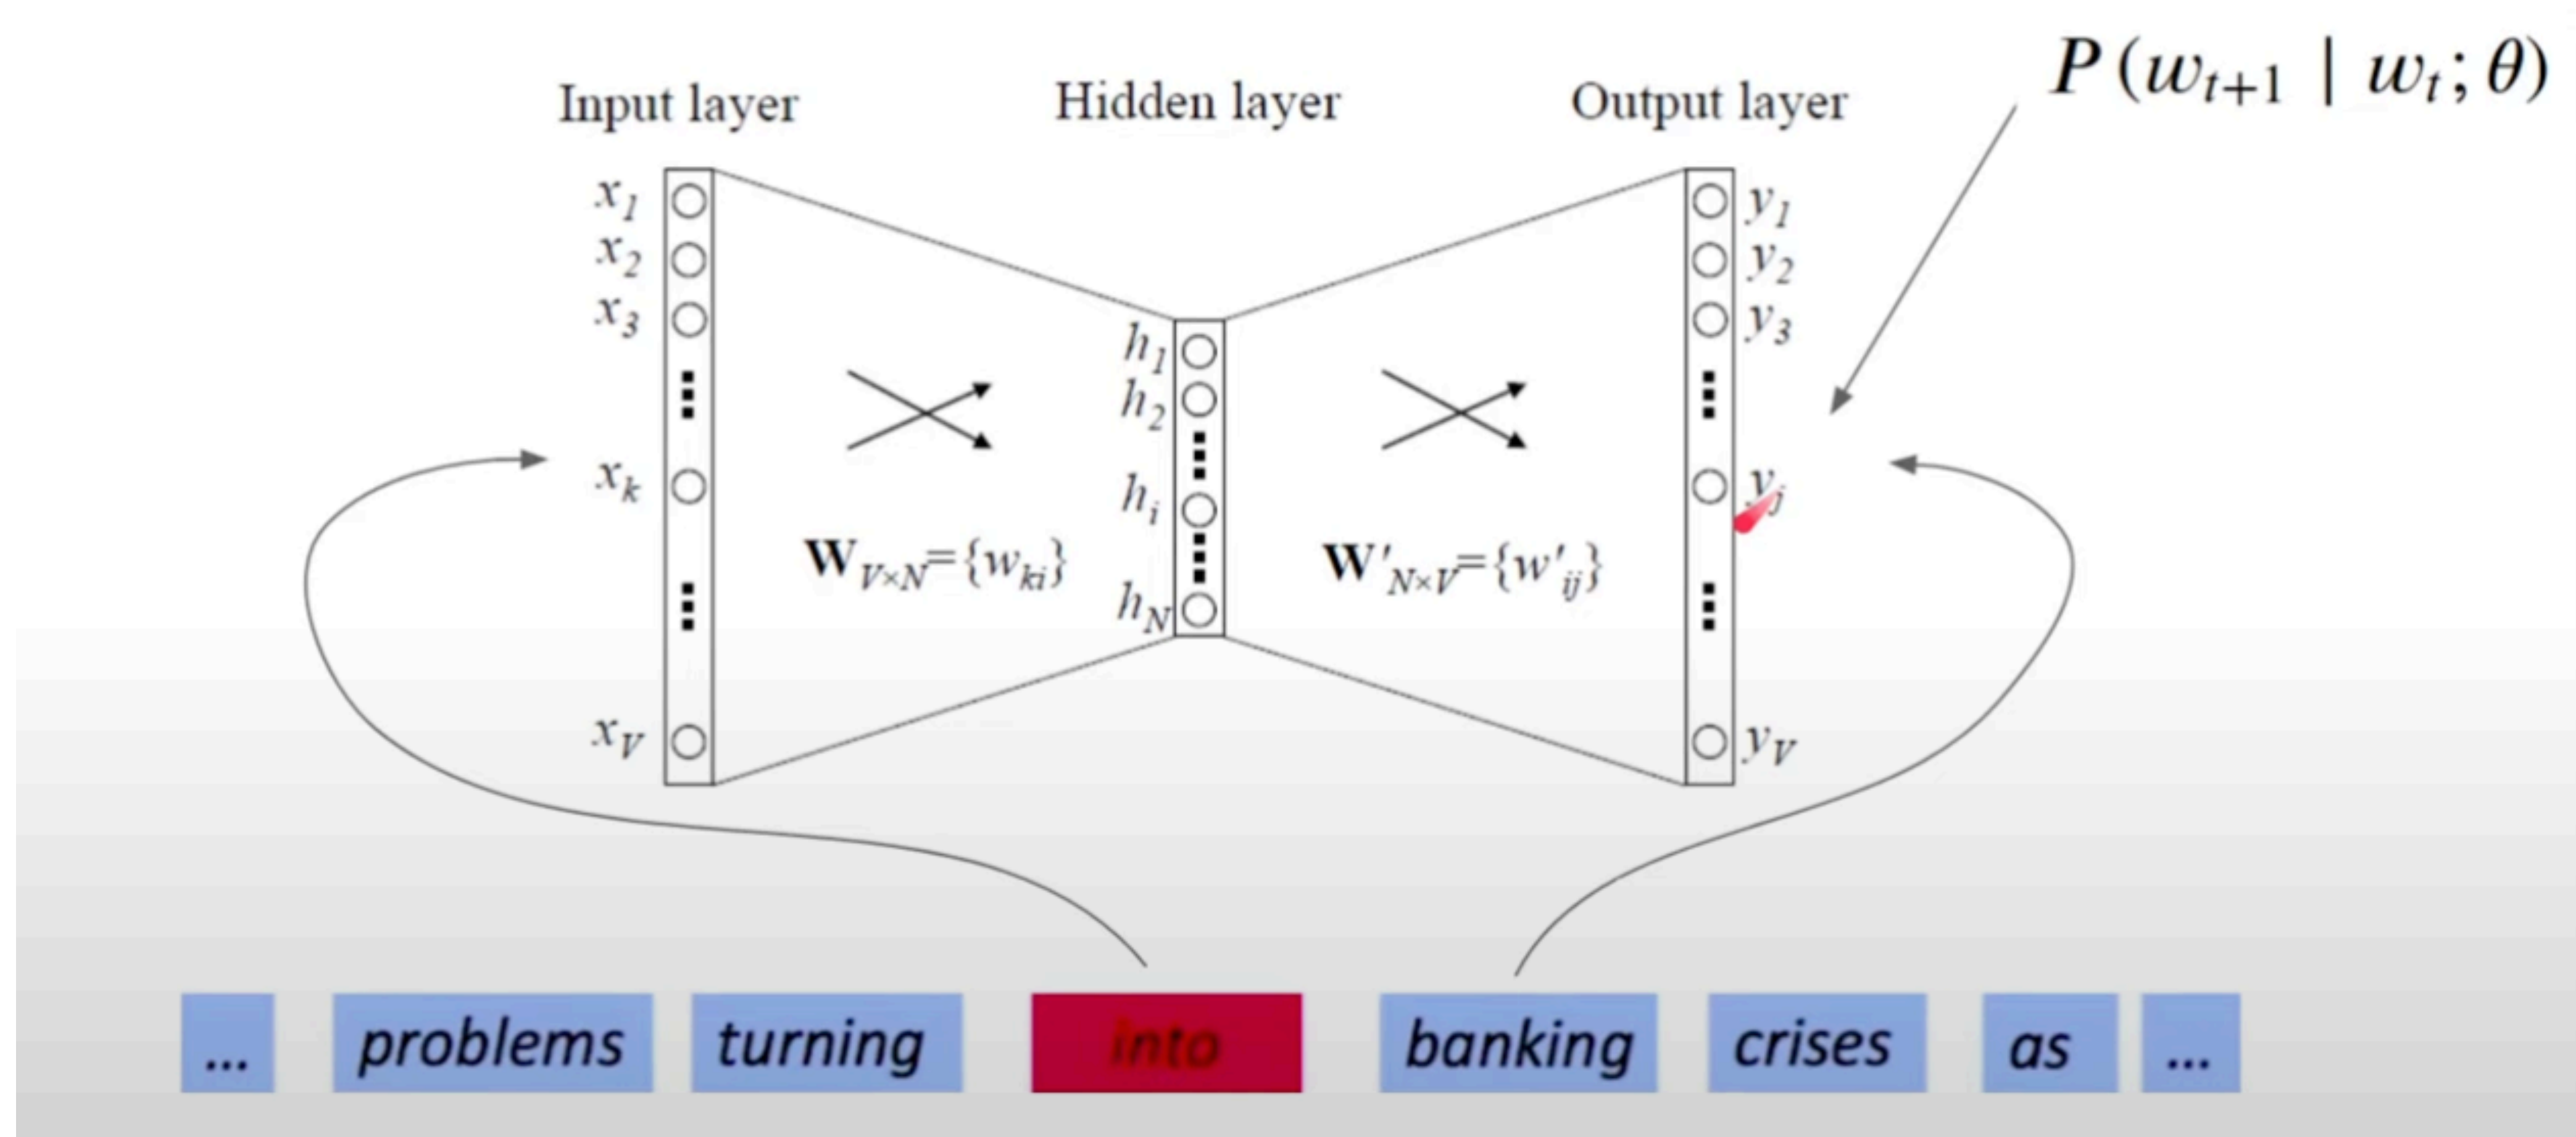 P(w_{t+1} | w_t; θ)
Input layer
Hidden layer
Output layer
x_1
x_2
x_3
x_k
x_V
W_{V×N}={w_{ki}}
h_1
h_2
h_i
h_N
W'_{N×V}={w'_{ij}}
y_1
y_2
y_3
y_j
y_V
... problems turning into banking crises as ...